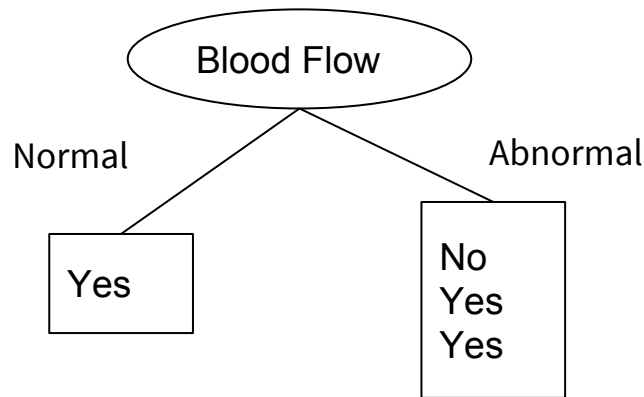 Blood Flow
Normal
Abnormal
Yes
No
Yes
Yes